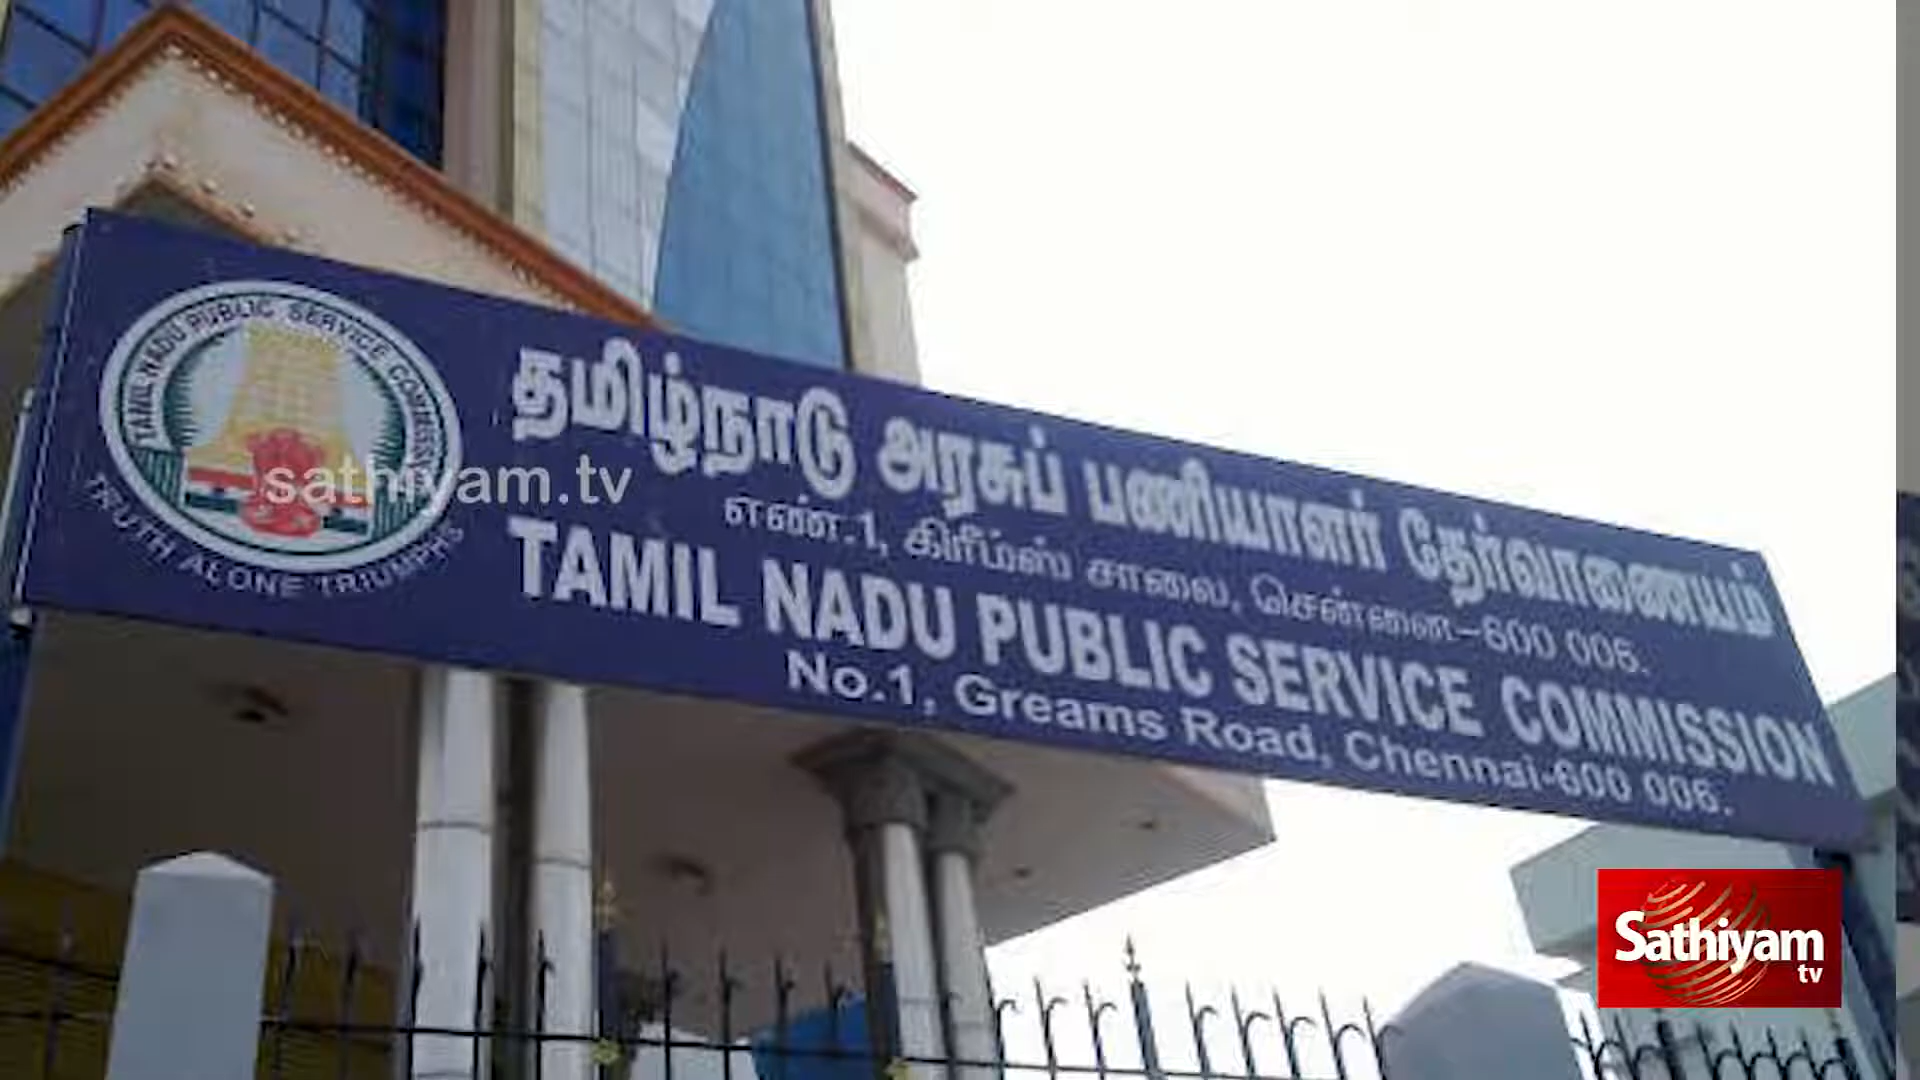 TAMIL NADU PUBLIC SERVICE COMMISSION
TRUTH ALONE TRIUMPHS
sathiyam.tv
தமிழ்நாடு அரசுப் பணியாளர் தேர்வாணையம்
எண்.1, கிரீம்ஸ் சாலை, சென்னை-600 006.
TAMIL NADU PUBLIC SERVICE COMMISSION
No.1, Greams Road, Chennai-600 006.
Sathiyam
tv